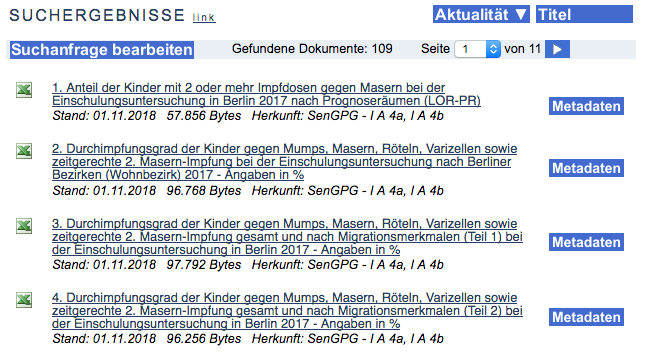 SUCHERGEBNISSE link
Aktualität ▼ Titel
Suchanfrage bearbeiten Gefundene Dokumente: 109 Seite 1 von 11
1. Anteil der Kinder mit 2 oder mehr Impfdosen gegen Masern bei der
Einschulungsuntersuchung in Berlin 2017 nach Prognoseräumen (LOR-PR)
Stand: 01.11.2018 57.856 Bytes Herkunft: SenGPG - I A 4a, I A 4b
Metadaten
2. Durchimpfungsgrad der Kinder gegen Mumps, Masern, Röteln, Varizellen sowie
zeitgerechte 2. Masern-Impfung bei der Einschulungsuntersuchung nach Berliner
Bezirken (Wohnbezirk) 2017 - Angaben in %
Stand: 01.11.2018 96.768 Bytes Herkunft: SenGPG - I A 4a, I A 4b
Metadaten
3. Durchimpfungsgrad der Kinder gegen Mumps, Masern, Röteln, Varizellen sowie
zeitgerechte 2. Masern-Impfung gesamt und nach Migrationsmerkmalen (Teil 1) bei
der Einschulungsuntersuchung in Berlin 2017 - Angaben in %
Stand: 01.11.2018 97.792 Bytes Herkunft: SenGPG - I A 4a, I A 4b
Metadaten
4. Durchimpfungsgrad der Kinder gegen Mumps, Masern, Röteln, Varizellen sowie
zeitgerechte 2. Masern-Impfung gesamt und nach Migrationsmerkmalen (Teil 2) bei
der Einschulungsuntersuchung in Berlin 2017 - Angaben in %
Stand: 01.11.2018 96.256 Bytes Herkunft: SenGPG - I A 4a, I A 4b
Metadaten